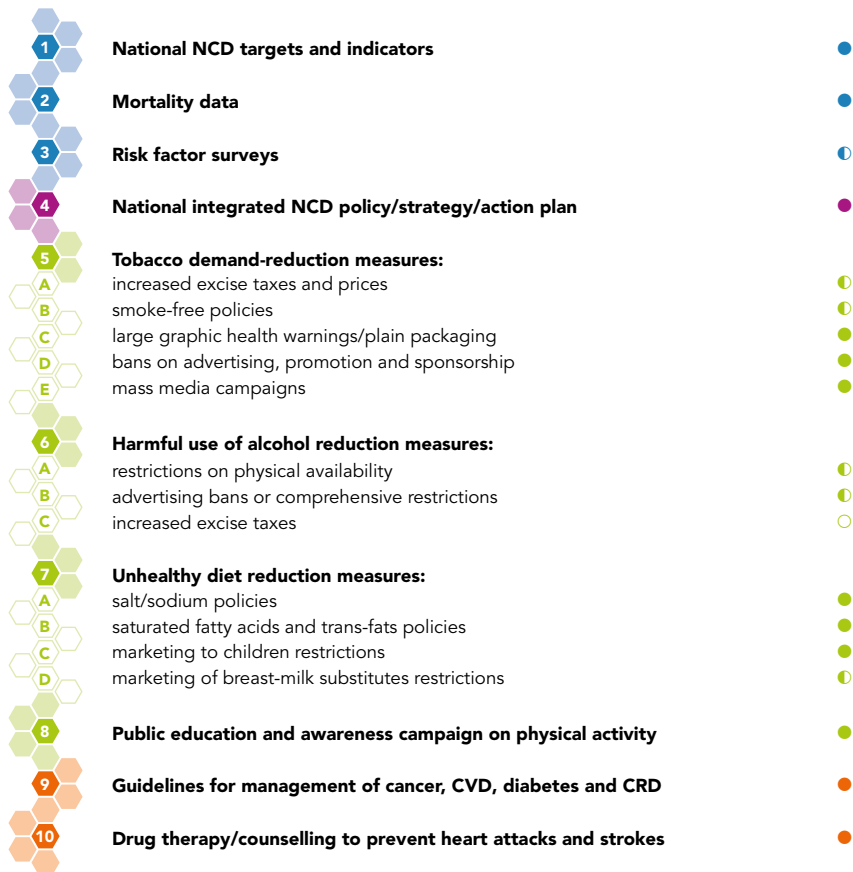 1 National NCD targets and indicators
2 Mortality data
3 Risk factor surveys
4 National integrated NCD policy/strategy/action plan
5 Tobacco demand-reduction measures:
A increased excise taxes and prices
B smoke-free policies
C large graphic health warnings/plain packaging
D bans on advertising, promotion and sponsorship
E mass media campaigns
6 Harmful use of alcohol reduction measures:
A restrictions on physical availability
B advertising bans or comprehensive restrictions
C increased excise taxes
7 Unhealthy diet reduction measures:
A salt/sodium policies
B saturated fatty acids and trans-fats policies
C marketing to children restrictions
D marketing of breast-milk substitutes restrictions
8 Public education and awareness campaign on physical activity
9 Guidelines for management of cancer, CVD, diabetes and CRD
10 Drug therapy/counselling to prevent heart attacks and strokes